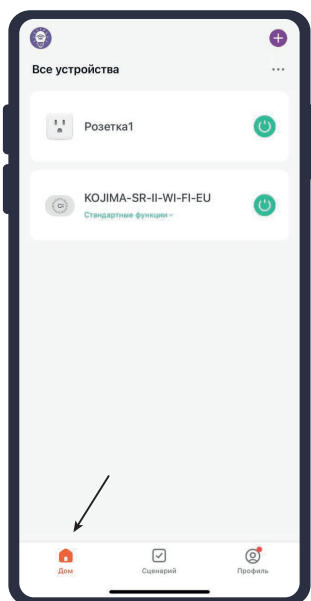 Все устройства
Розетка1
KOJIMA-SR-II-WI-FI-EU
Стандартные функции
Дом
Сценарий
Профиль